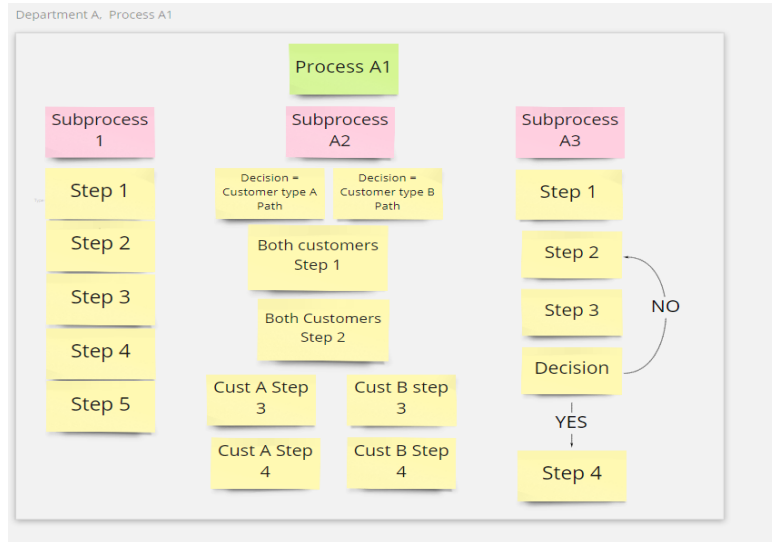 Department A, Process A1
Process A1
Subprocess
1
Step 1
Step 2
Step 3
Step 4
Step 5
Subprocess
A2
Decision =
Customer type A
Path
Decision =
Customer type B
Path
Both customers
Step 1
Both Customers
Step 2
Cust A Step
3
Cust B step
3
Cust A Step
4
Cust B Step
4
Subprocess
A3
Step 1
Step 2
Step 3
Decision
NO
YES
Step 4